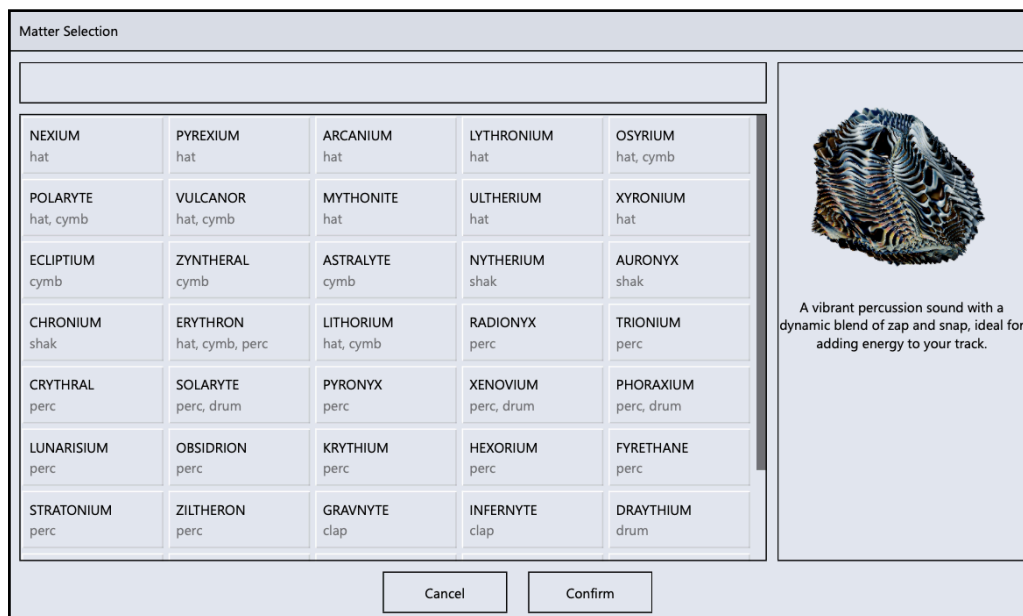 Matter Selection
NEXIUM PYREXIUM ARCANIUM LYTHRONIUM OSYRIUM
hat hat hat hat hat, cymb
POLARYTE VULCANOR MYTHONITE ULTHERIUM XYRONIUM
hat, cymb hat, cymb hat hat hat
ECLIPTIUM ZYNTHERAL ASTRALYTE NYTHERIUM AURONYX
cymb cymb cymb shak shak
CHRONIUM ERYTHRON LITHORIUM RADIONYX TRIONIUM
shak hat, cymb, perc hat, cymb perc perc
CRYTHRAL SOLARYTE PYRONYX XENOVIUM PHORAXIUM
perc perc, drum perc perc, drum perc, drum
LUNARISIUM OBSIDRION KRYTHIUM HEXORIUM FYRETHANE
perc perc perc perc perc
STRATONIUM ZILTHERON GRAVNYTE INFERNYTE DRAYTHIUM
perc perc clap clap drum
A vibrant percussion sound with a
dynamic blend of zap and snap, ideal for
adding energy to your track.
Cancel Confirm